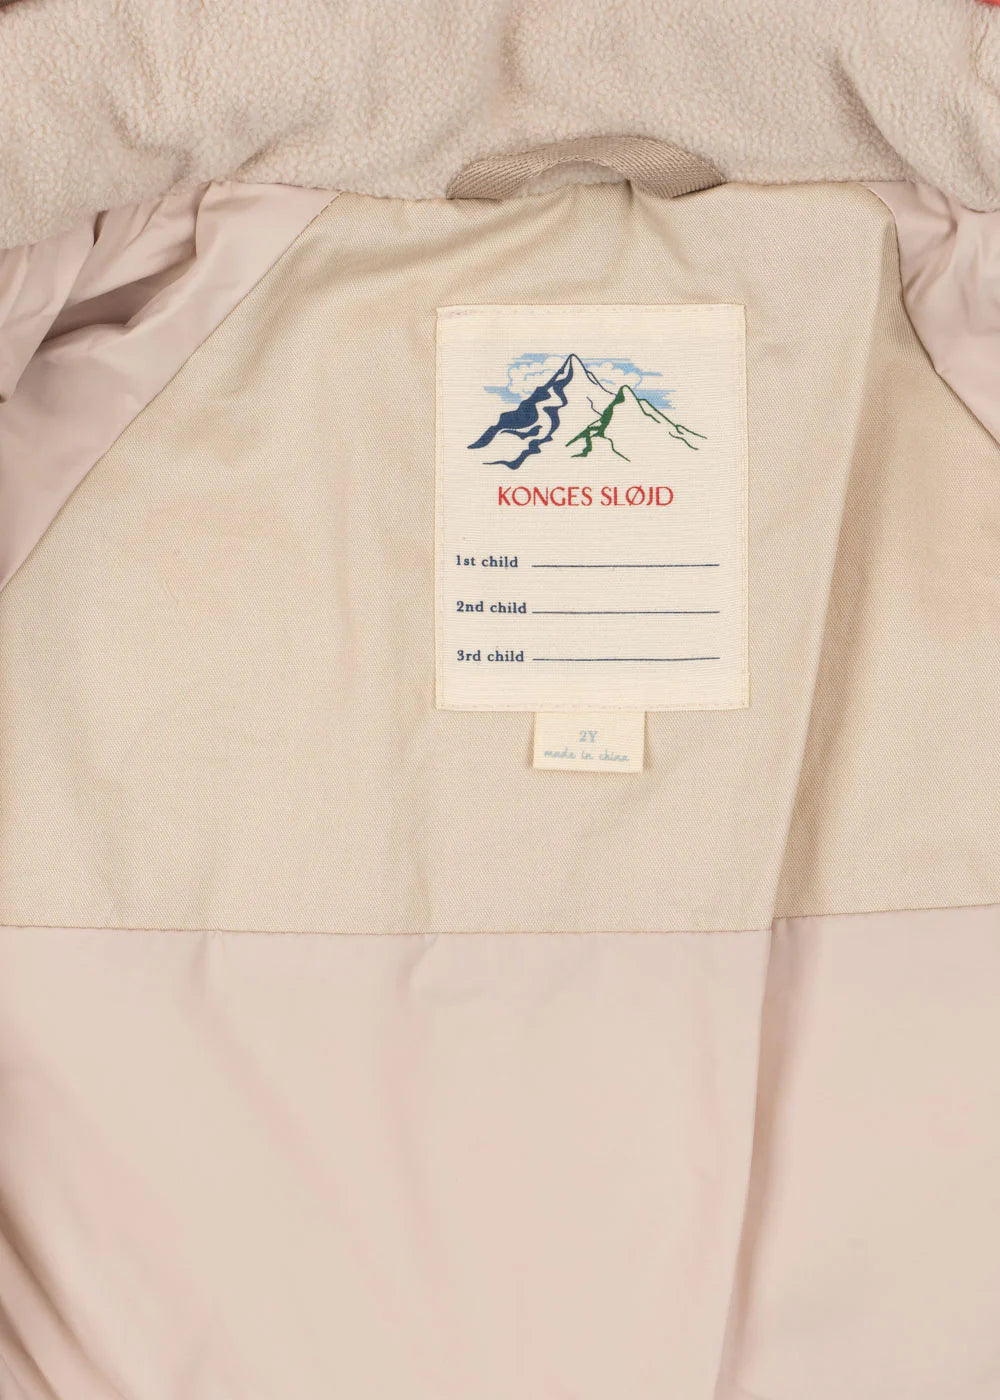 KONGES SLØJD
1st child
2nd child
3rd child
2Y
made in china